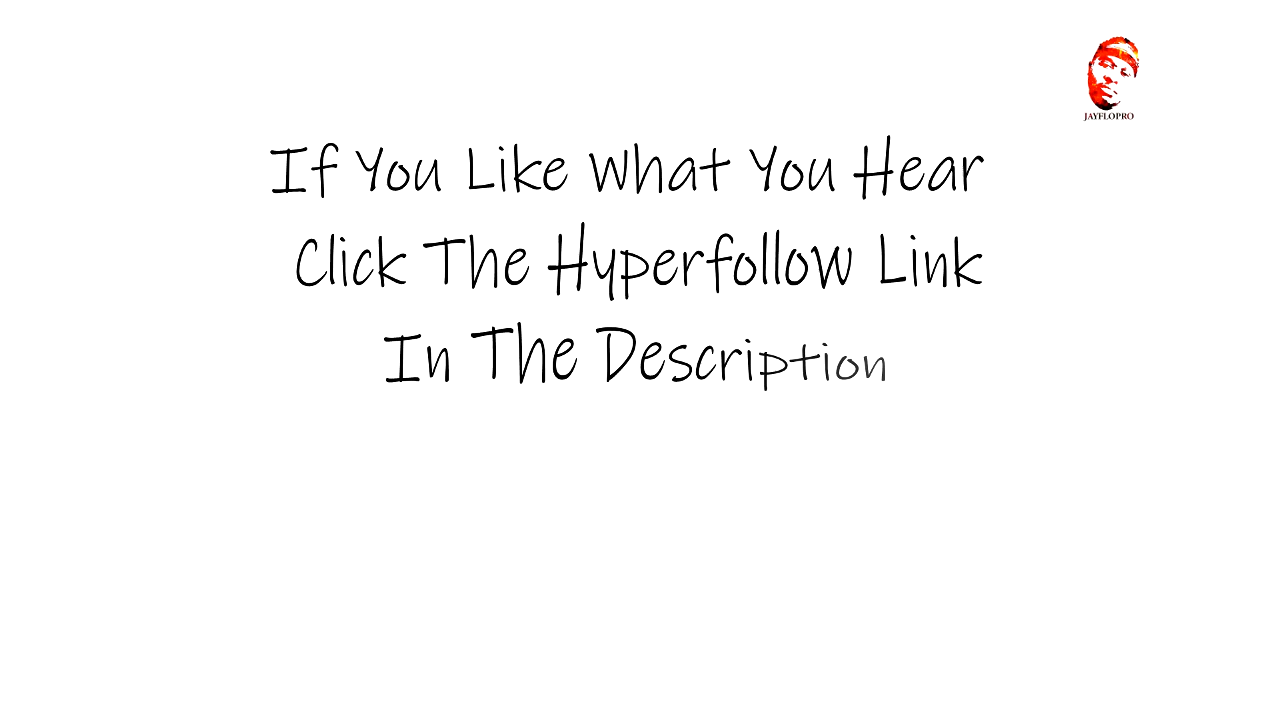 JAYFLOPRO
If You Like What You Hear
Click The Hyperfollow Link
In The Description